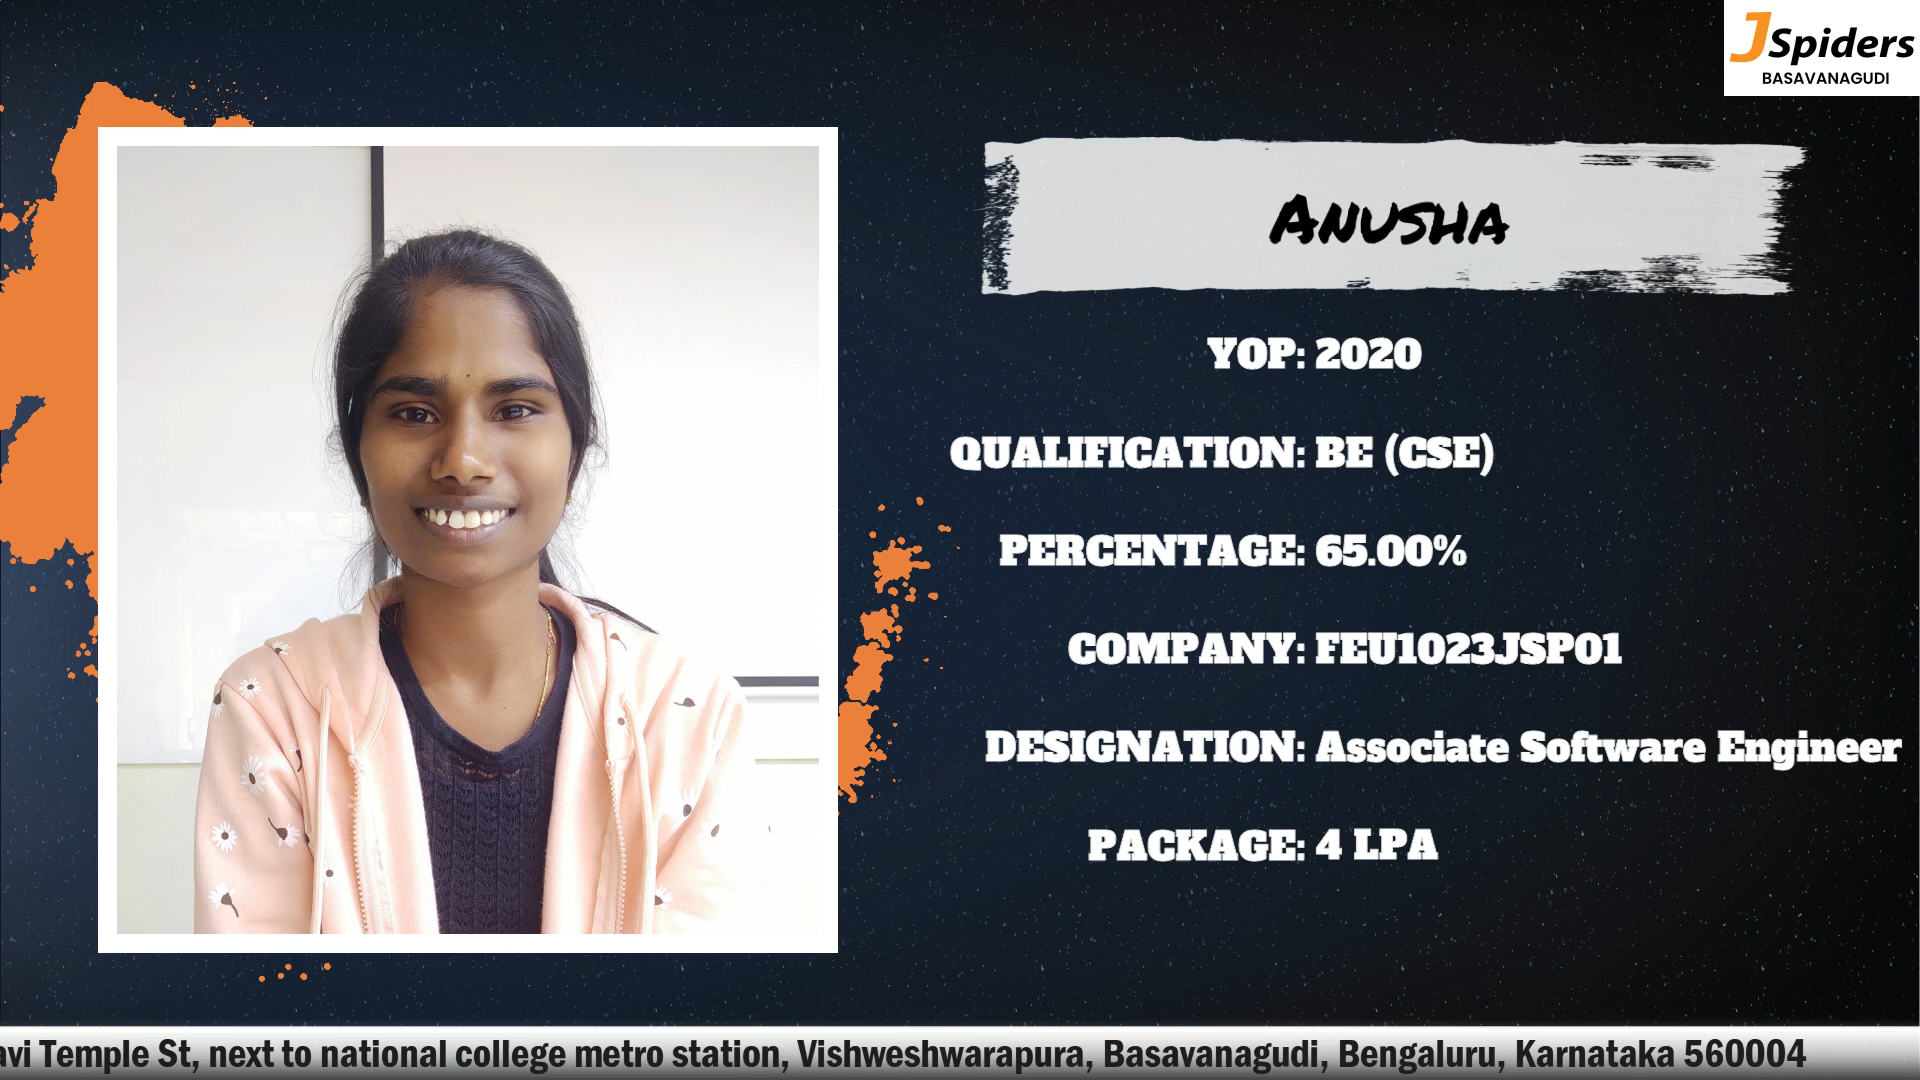 JSpiders
BASAVANAGUDI
ANUSHA
YOP: 2020
QUALIFICATION: BE (CSE)
PERCENTAGE: 65.00%
COMPANY: FEU1023JSP01
DESIGNATION: Associate Software Engineer
PACKAGE: 4 LPA
avi Temple St, next to national college metro station, Vishweshwarapura, Basavanagudi, Bengaluru, Karnataka 560004